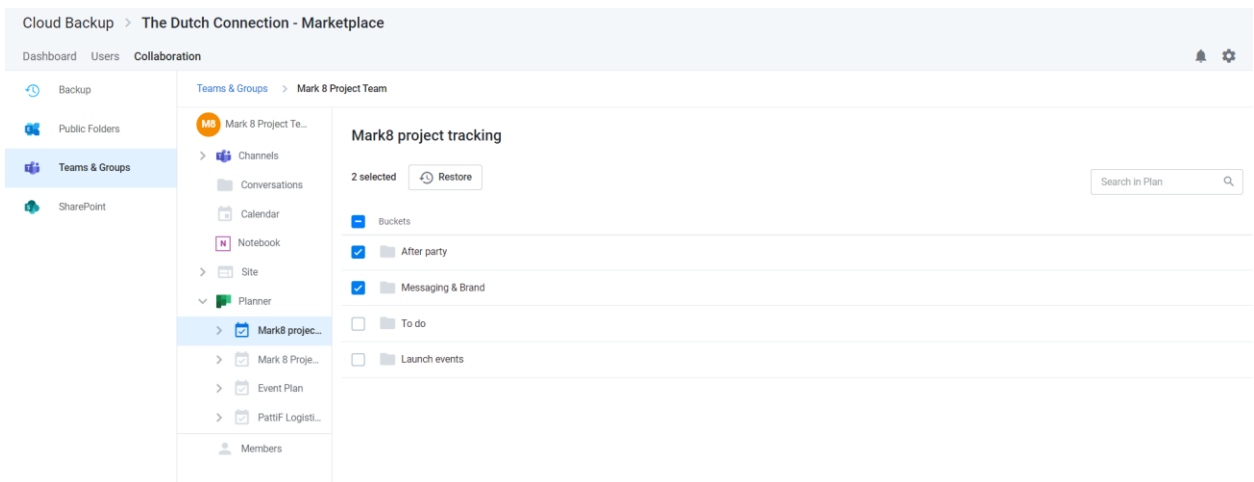 Cloud Backup > The Dutch Connection - Marketplace
Dashboard Users Collaboration
Backup
Public Folders
Teams & Groups
SharePoint
Teams & Groups > Mark 8 Project Team
M8 Mark 8 Project Te...
Channels
Conversations
Calendar
N Notebook
Site
Planner
Mark8 projec...
Mark 8 Proje...
Event Plan
PattiF Logisti...
Members
Mark8 project tracking
2 selected Restore
Search in Plan
Buckets
After party
Messaging & Brand
To do
Launch events